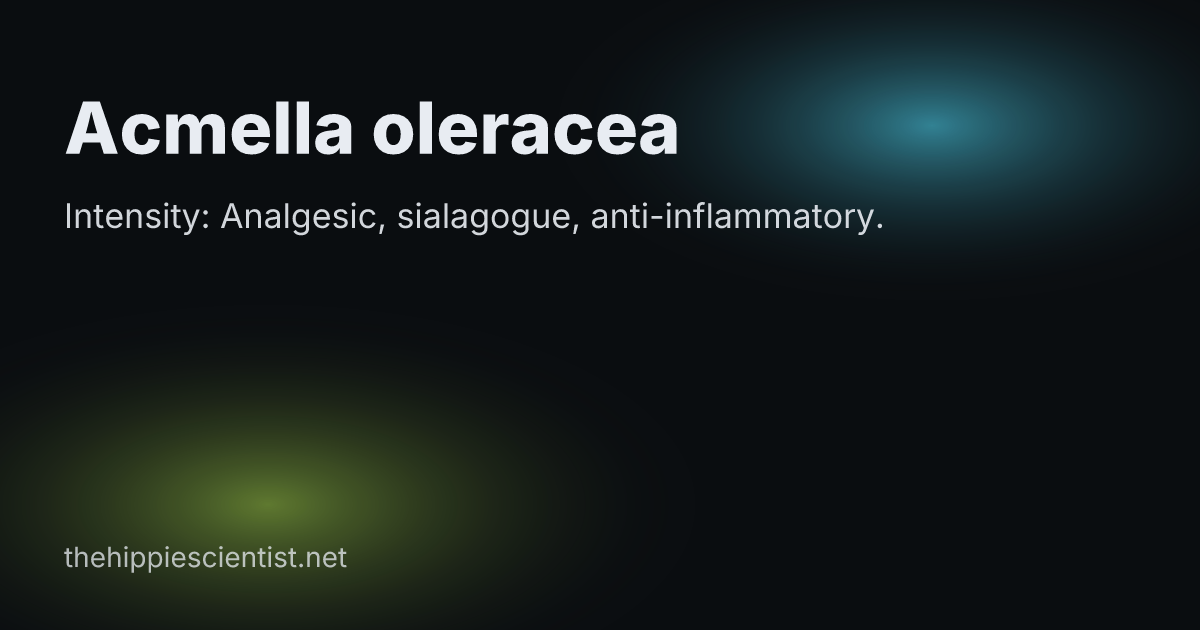 Acmella oleracea
Intensity: Analgesic, sialagogue, anti-inflammatory.
thehippiescientist.net